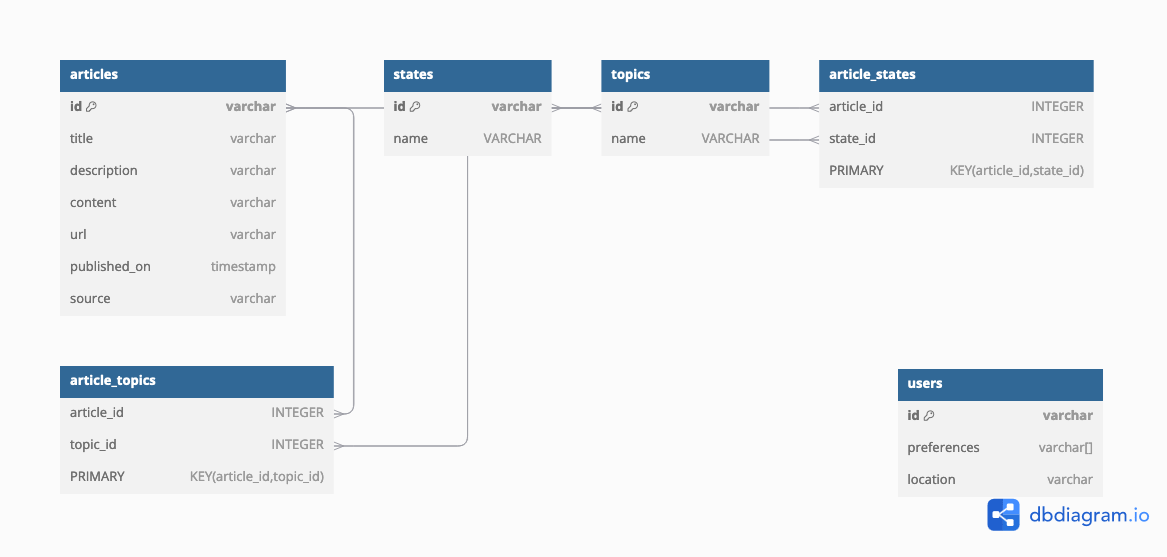 articles
id varchar
title varchar
description varchar
content varchar
url varchar
published_on timestamp
source varchar
states
id varchar
name VARCHAR
topics
id varchar
name VARCHAR
article_states
article_id INTEGER
state_id INTEGER
PRIMARY KEY(article_id,state_id)
article_topics
article_id INTEGER
topic_id INTEGER
PRIMARY KEY(article_id,topic_id)
users
id varchar
preferences varchar[]
location varchar
dbdiagram.io